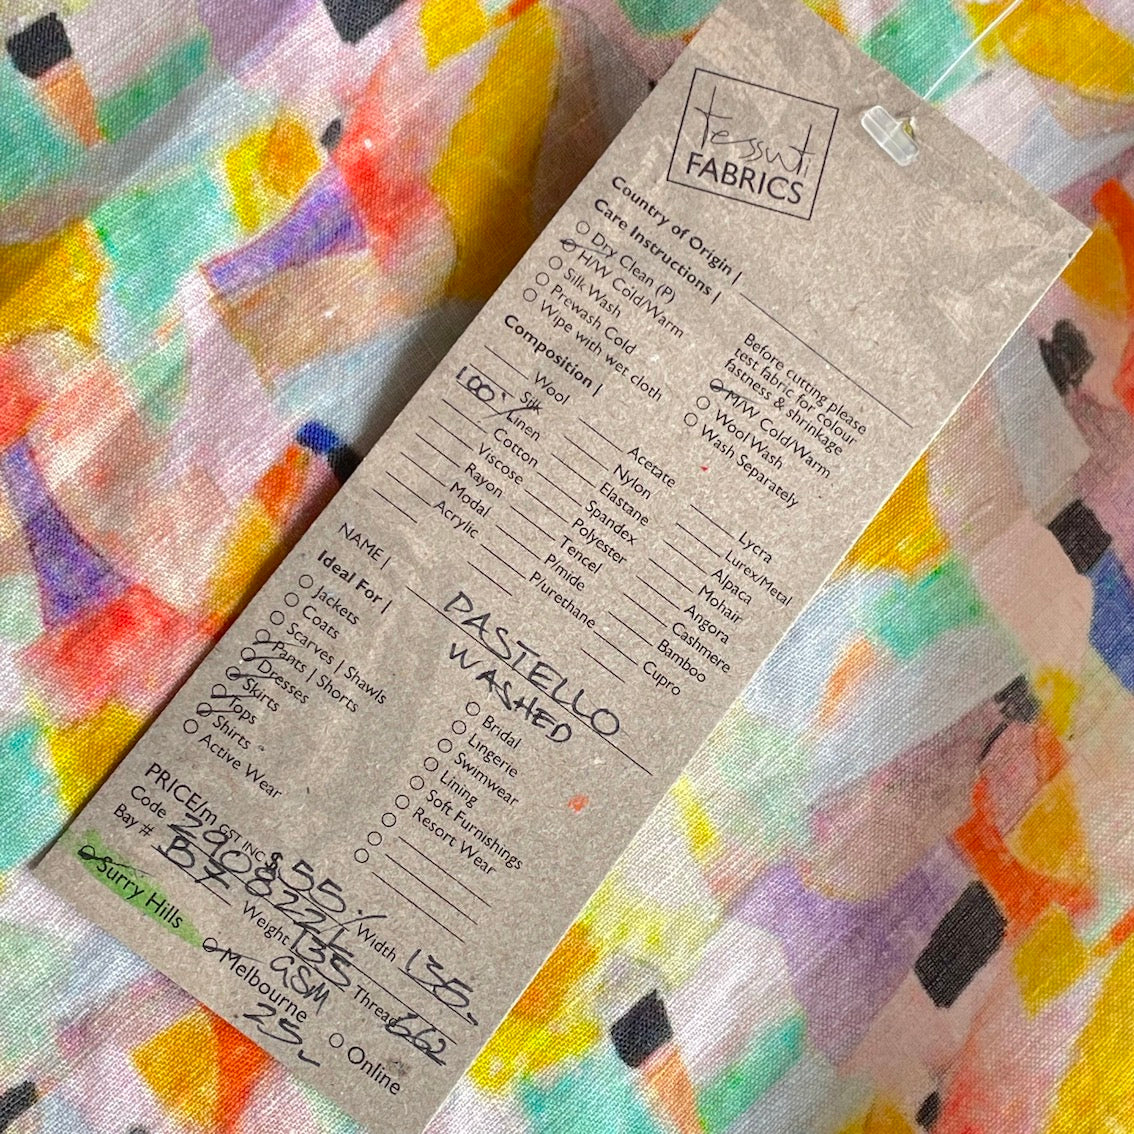 tessuti
FABRICS
Country of Origin |
Care Instructions |
Dry Clean (P)
H/W Cold/Warm
Silk Wash
Prewash Cold
Wipe with wet cloth
Before cutting please
test fabric for colour
fastness & shrinkage
M/W Cold/Warm
Wool Wash
Wash Separately
Composition |
Wool
Silk
100% Linen
Cotton
Viscose
Rayon
Modal
Acrylic
Acetate
Nylon
Elastane
Spandex
Polyester
Tencel
P/mide
P/urethane
Lycra
Lurex/Metal
Alpaca
Mohair
Angora
Cashmere
Bamboo
Cupro
NAME |
PASTELLO
WASHED
Ideal For |
Jackets
Coats
Scarves | Shawls
Pants | Shorts
Dresses
Skirts
Tops
Shirts
Active Wear
Bridal
Lingerie
Swimwear
Lining
Soft Furnishings
Resort Wear
PRICE/m GST INC $55
Width 135
Code
Weight 135 GSM
Thread 662
Bay # B7
Surry Hills
Melbourne
25
Online